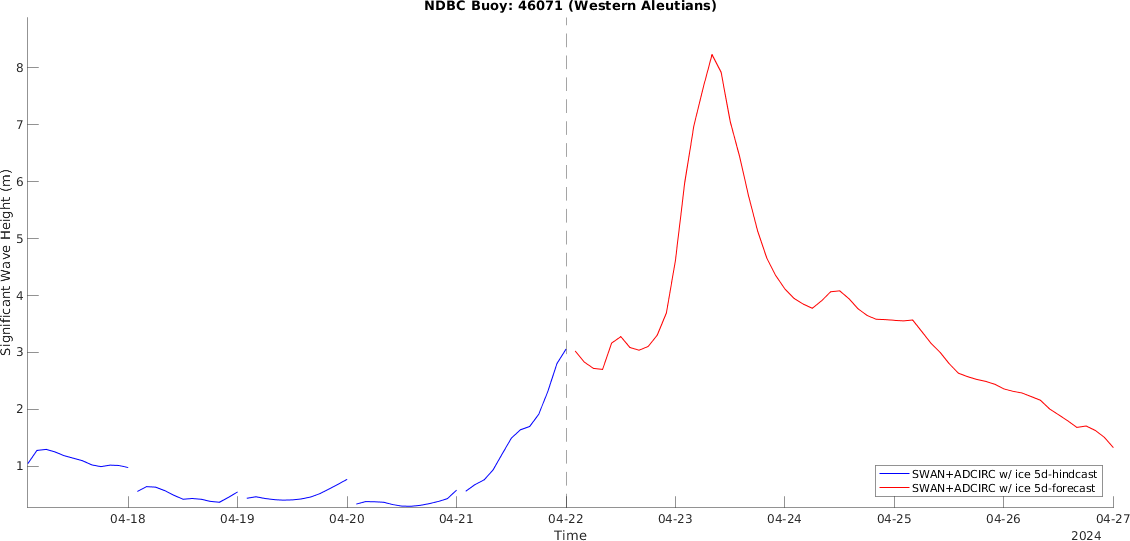 NDBC Buoy: 46071 (Western Aleutians)
Significant Wave Height (m)
8
7
6
5
4
3
2
1
SWAN+ADCIRC w/ ice 5d-hindcast
SWAN+ADCIRC w/ ice 5d-forecast
04-18 04-19 04-20 04-21 04-22 04-23 04-24 04-25 04-26 04-27
Time
2024